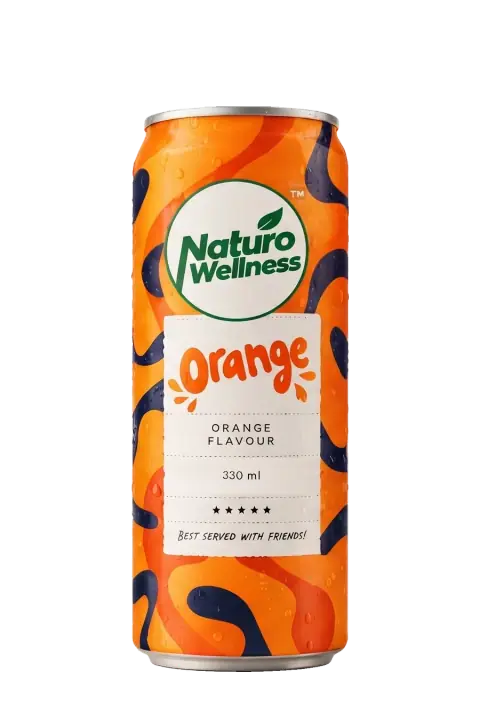 TM
Naturo
Wellness
Orange
ORANGE
FLAVOUR
330 ml
★★★★★
BEST SERVED WITH FRIENDS!